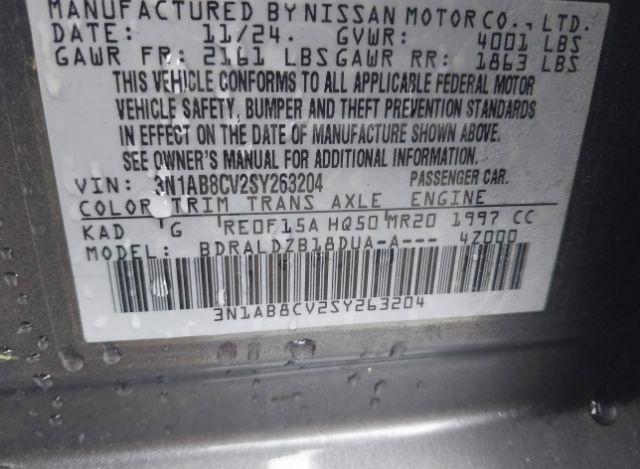 MANUFACTURED BY NISSAN MOTOR CO., LTD.
DATE: 11/24. GVWR: 4001 LBS
GAWR FR: 2161 LBS GAWR RR: 1863 LBS
THIS VEHICLE CONFORMS TO ALL APPLICABLE FEDERAL MOTOR
VEHICLE SAFETY, BUMPER AND THEFT PREVENTION STANDARDS
IN EFFECT ON THE DATE OF MANUFACTURE SHOWN ABOVE.
SEE OWNER'S MANUAL FOR ADDITIONAL INFORMATION.
VIN: 3N1AB8CV2SY263204 PASSENGER CAR.
COLOR TRIM TRANS AXLE ENGINE
KAD G RE0F15A HQ50 MR20 1997 CC
MODEL: BDRALDZB18DUA-A--- 4Z000
3N1AB8CV2SY263204